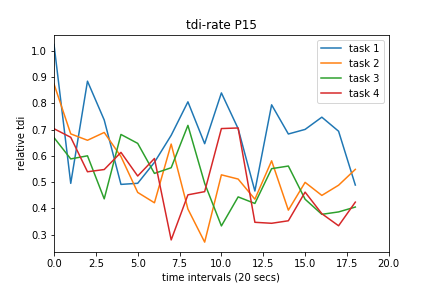 tdi-rate P15
task 1
task 2
task 3
task 4
relative tdi
1.0
0.9
0.8
0.7
0.6
0.5
0.4
0.3
0.0 2.5 5.0 7.5 10.0 12.5 15.0 17.5 20.0
time intervals (20 secs)